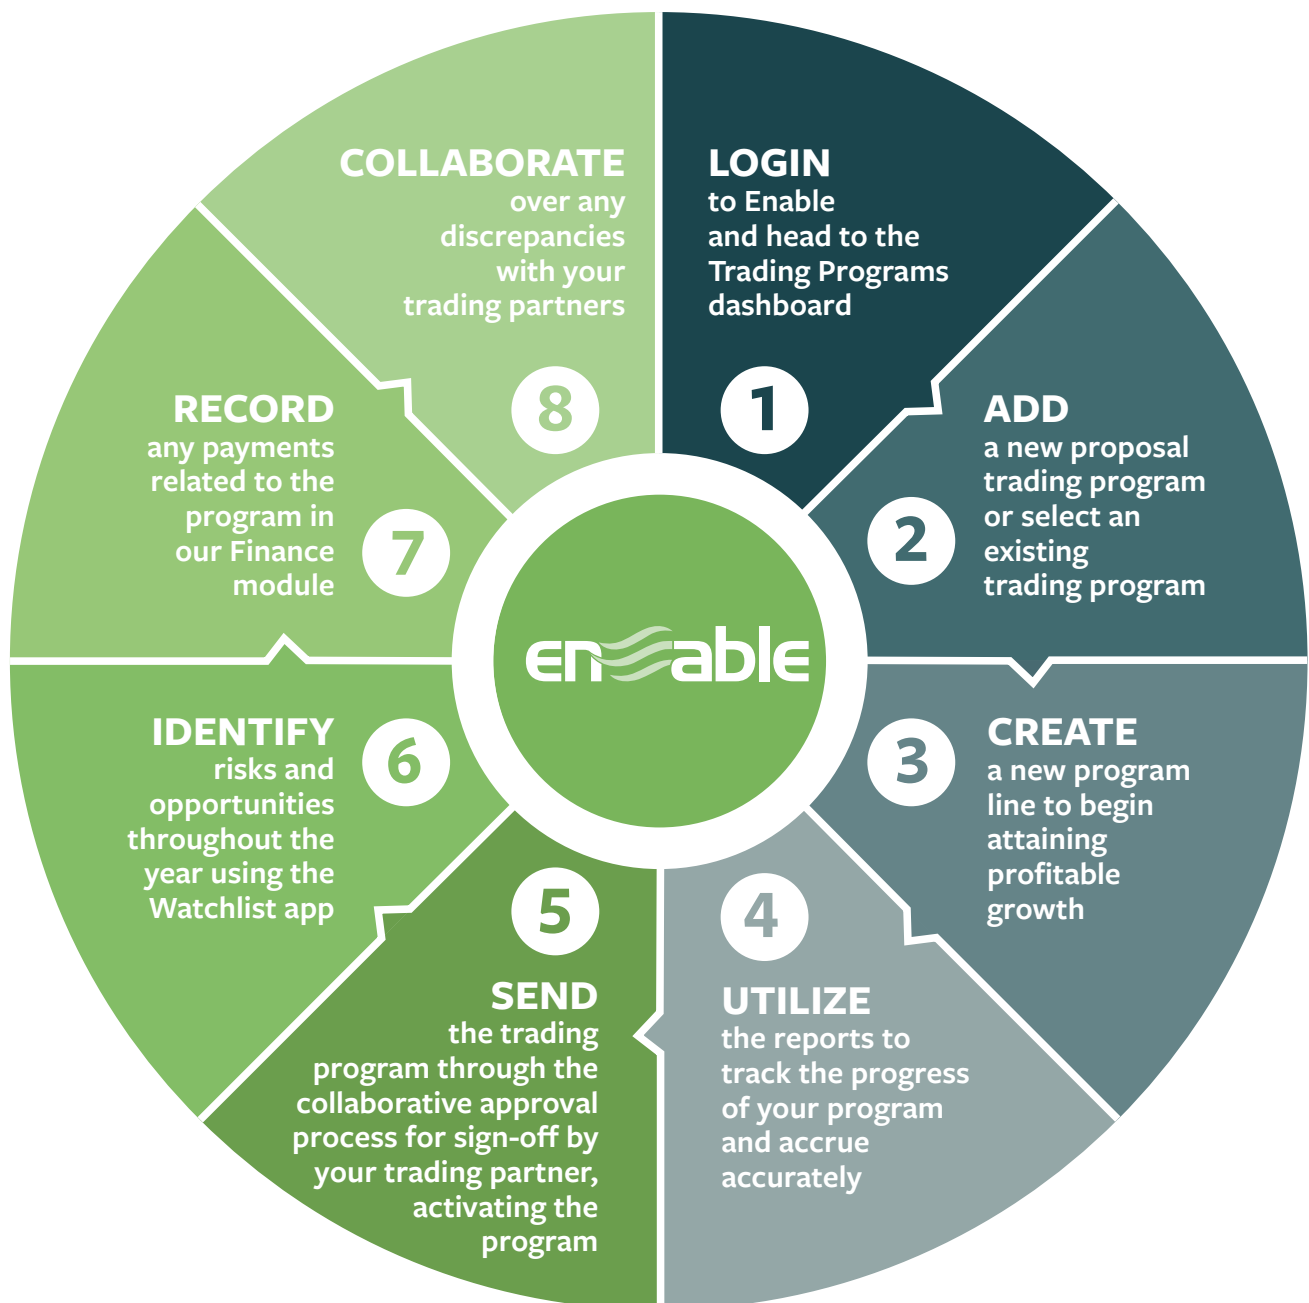 LOGIN
to Enable
and head to the
Trading Programs
dashboard
1
ADD
a new proposal
trading program
or select an
existing
trading program
2
CREATE
a new program
line to begin
attaining
profitable
growth
3
4
UTILIZE
the reports to
track the progress
of your program
and accrue
accurately
5
SEND
the trading
program through the
collaborative approval
process for sign-off by
your trading partner,
activating the
program
IDENTIFY
risks and
opportunities
throughout the
year using the
Watchlist app
6
RECORD
any payments
related to the
program in
our Finance
module
7
COLLABORATE
over any
discrepancies
with your
trading partners
8
enable